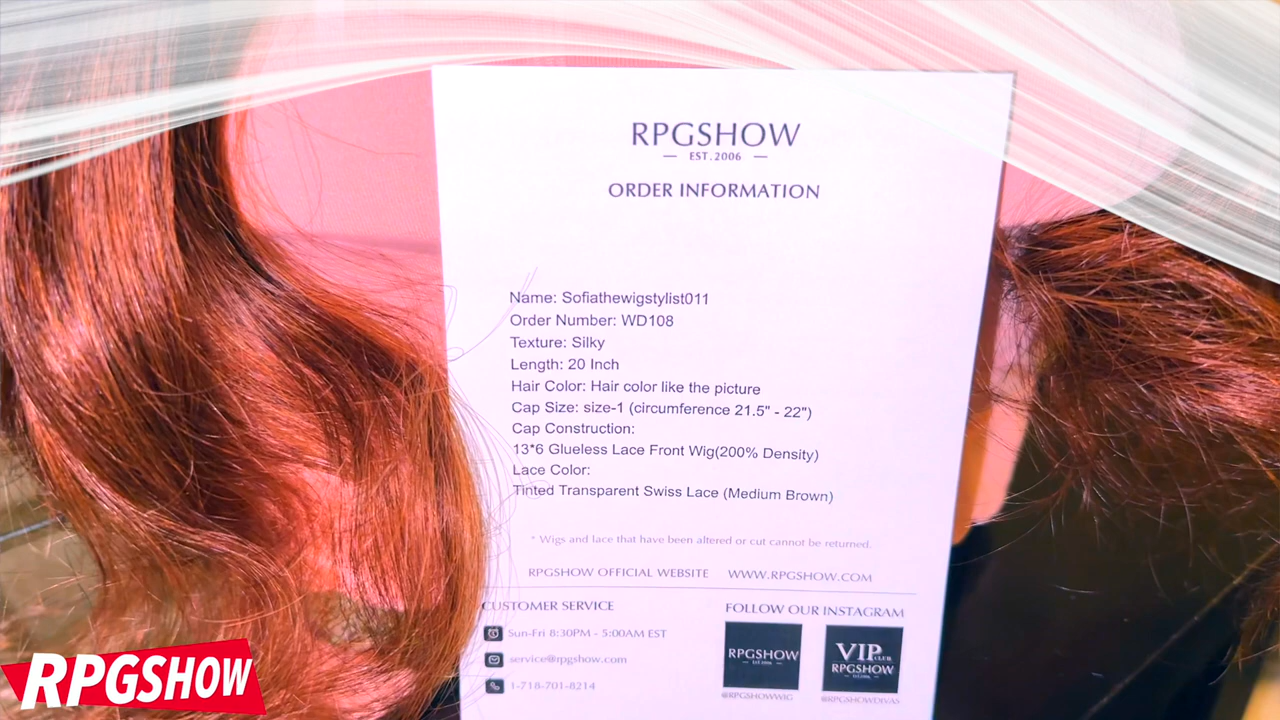 RPGSHOW
EST.2006
ORDER INFORMATION
Name: Sofiathewigstylist011
Order Number: WD108
Texture: Silky
Length: 20 Inch
Hair Color: Hair color like the picture
Cap Size: size-1 (circumference 21.5" - 22")
Cap Construction:
13*6 Glueless Lace Front Wig(200% Density)
Lace Color:
Tinted Transparent Swiss Lace (Medium Brown)
* Wigs and lace that have been altered or cut cannot be returned.
RPGSHOW OFFICIAL WEBSITE WWW.RPGSHOW.COM
CUSTOMER SERVICE
Sun-Fri 8:30PM - 5:00AM EST
service@rpgshow.com
1-718-701-8214
FOLLOW OUR INSTAGRAM
RPGSHOW
EST.2006
@RPGSHOWWIG
VIP CLUB
RPGSHOW
EST.2006
@RPGSHOWDIVAS
RPGSHOW